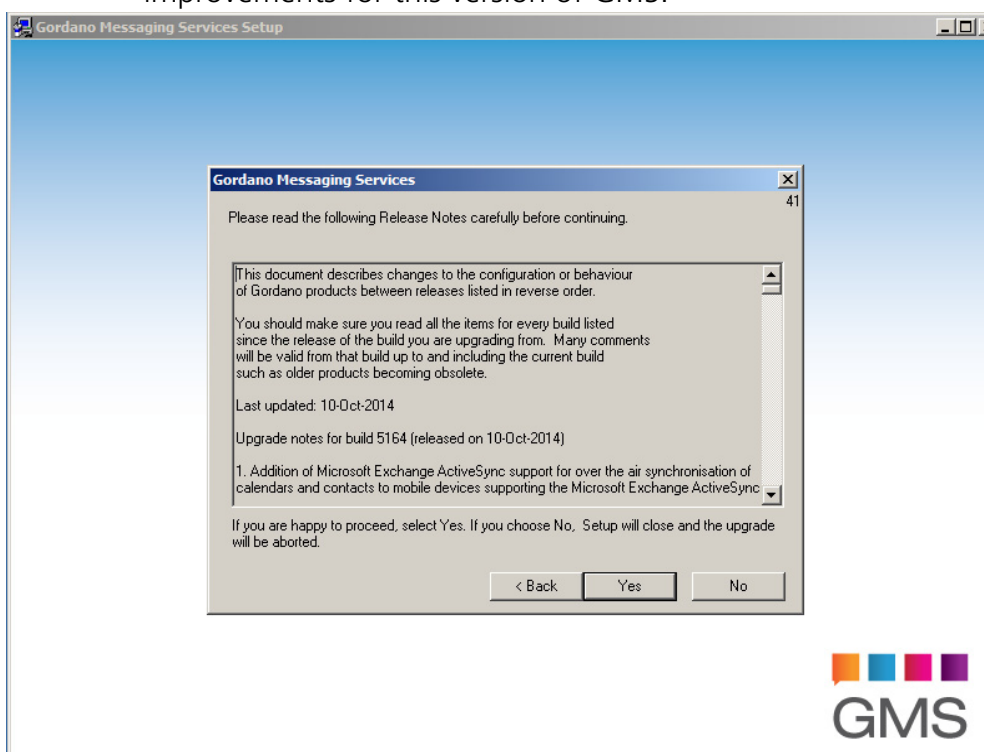 improvements for this version of GMS.
Gordano Messaging Services Setup
Gordano Messaging Services
41
Please read the following Release Notes carefully before continuing.
This document describes changes to the configuration or behaviour
of Gordano products between releases listed in reverse order.
You should make sure you read all the items for every build listed
since the release of the build you are upgrading from.  Many comments
will be valid from that build up to and including the current build
such as older products becoming obsolete.
Last updated: 10-Oct-2014
Upgrade notes for build 5164 (released on 10-Oct-2014)
1. Addition of Microsoft Exchange ActiveSync support for over the air synchronisation of
calendars and contacts to mobile devices supporting the Microsoft Exchange ActiveSync
If you are happy to proceed, select Yes. If you choose No,  Setup will close and the upgrade
will be aborted.
< Back
Yes
No
GMS